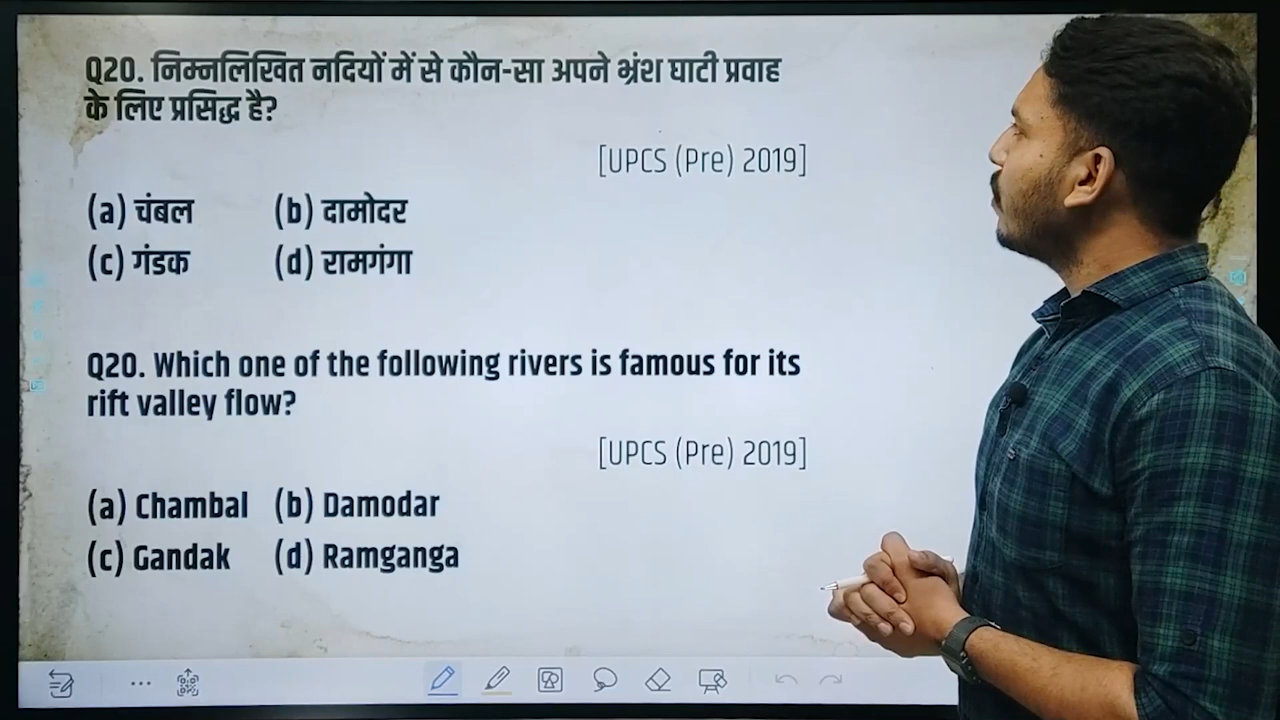 Q20. निम्नलिखित नदियों में से कौन-सा अपने भ्रंश घाटी प्रवाह
के लिए प्रसिद्ध है?
[UPCS (Pre) 2019]
(a) चंबल (b) दामोदर
(c) गंडक (d) रामगंगा
Q20. Which one of the following rivers is famous for its
rift valley flow?
[UPCS (Pre) 2019]
(a) Chambal (b) Damodar
(c) Gandak (d) Ramganga